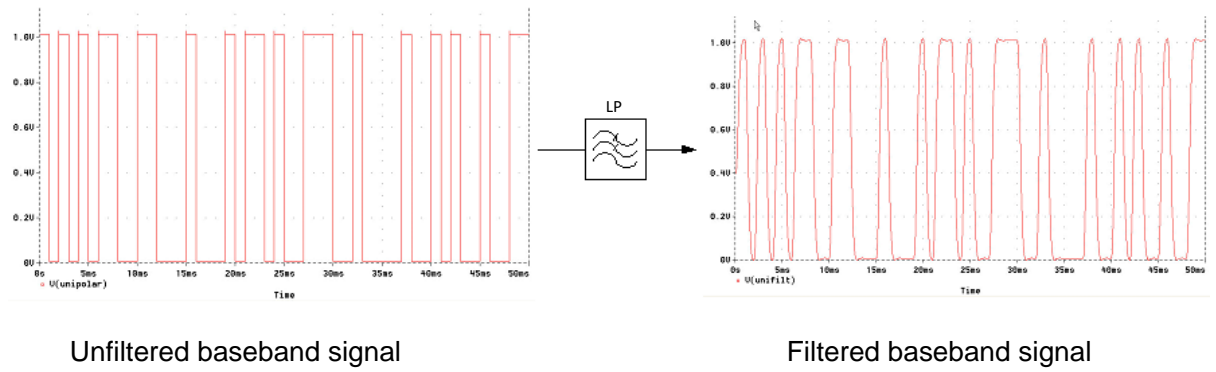 1.0V
0.8V
0.6V
0.4V
0.2V
0V
0s 5ms 10ms 15ms 20ms 25ms 30ms 35ms 40ms 45ms 50ms
V(unipolar)
Time
LP
1.0V
0.8V
0.6V
0.4V
0.2V
0V
0s 5ms 10ms 15ms 20ms 25ms 30ms 35ms 40ms 45ms 50ms
V(unifilt)
Time
Unfiltered baseband signal
Filtered baseband signal